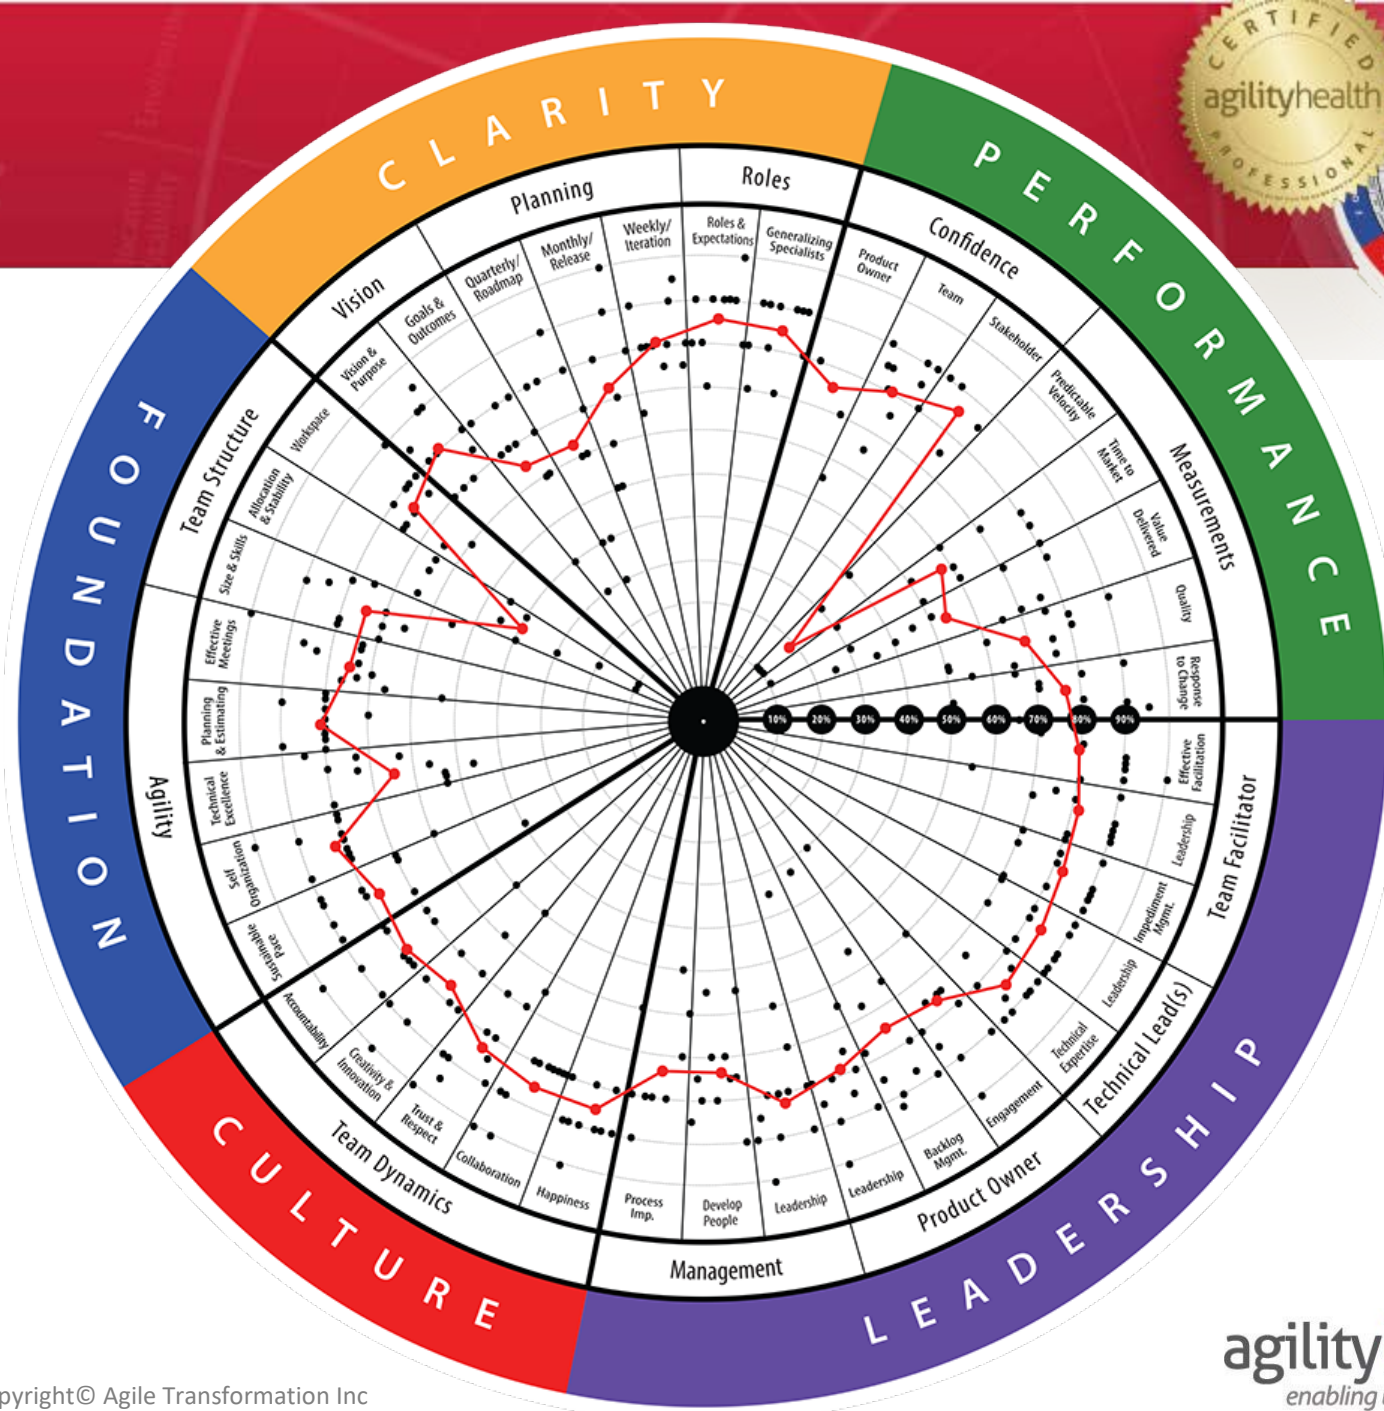 CERTIFIED
agilityhealth
PROFESSIONAL
CLARITY
PERFORMANCE
LEADERSHIP
CULTURE
FOUNDATION
Vision
Planning
Roles
Confidence
Measurements
Team Facilitator
Technical Lead(s)
Product Owner
Management
Team Dynamics
Agility
Team Structure
Vision &
Purpose
Goals &
Outcomes
Quarterly/
Roadmap
Monthly/
Release
Weekly/
Iteration
Roles &
Expectations
Generalizing
Specialists
Product
Owner
Team
Stakeholder
Predictable
Velocity
Time to
Market
Value
Delivered
Quality
Response
to Change
10%
20%
30%
40%
50%
60%
70%
80%
90%
Effective
Facilitation
Leadership
Impediment
Mgmt.
Leadership
Technical
Expertise
Engagement
Backlog
Mgmt.
Leadership
Leadership
Develop
People
Process
Imp.
Happiness
Collaboration
Trust &
Respect
Creativity &
Innovation
Accountability
Sustainable
Pace
Self
Organization
Technical
Excellence
Planning
& Estimating
Effective
Meetings
Size & Skills
Allocation
& Stability
Workspace
agility
enabling
pyright© Agile Transformation Inc